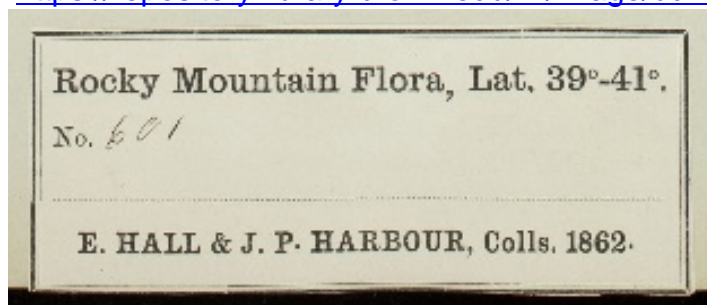 Rocky Mountain Flora, Lat. 39°-41°.
No. 601
E. HALL & J. P. HARBOUR, Colls. 1862.